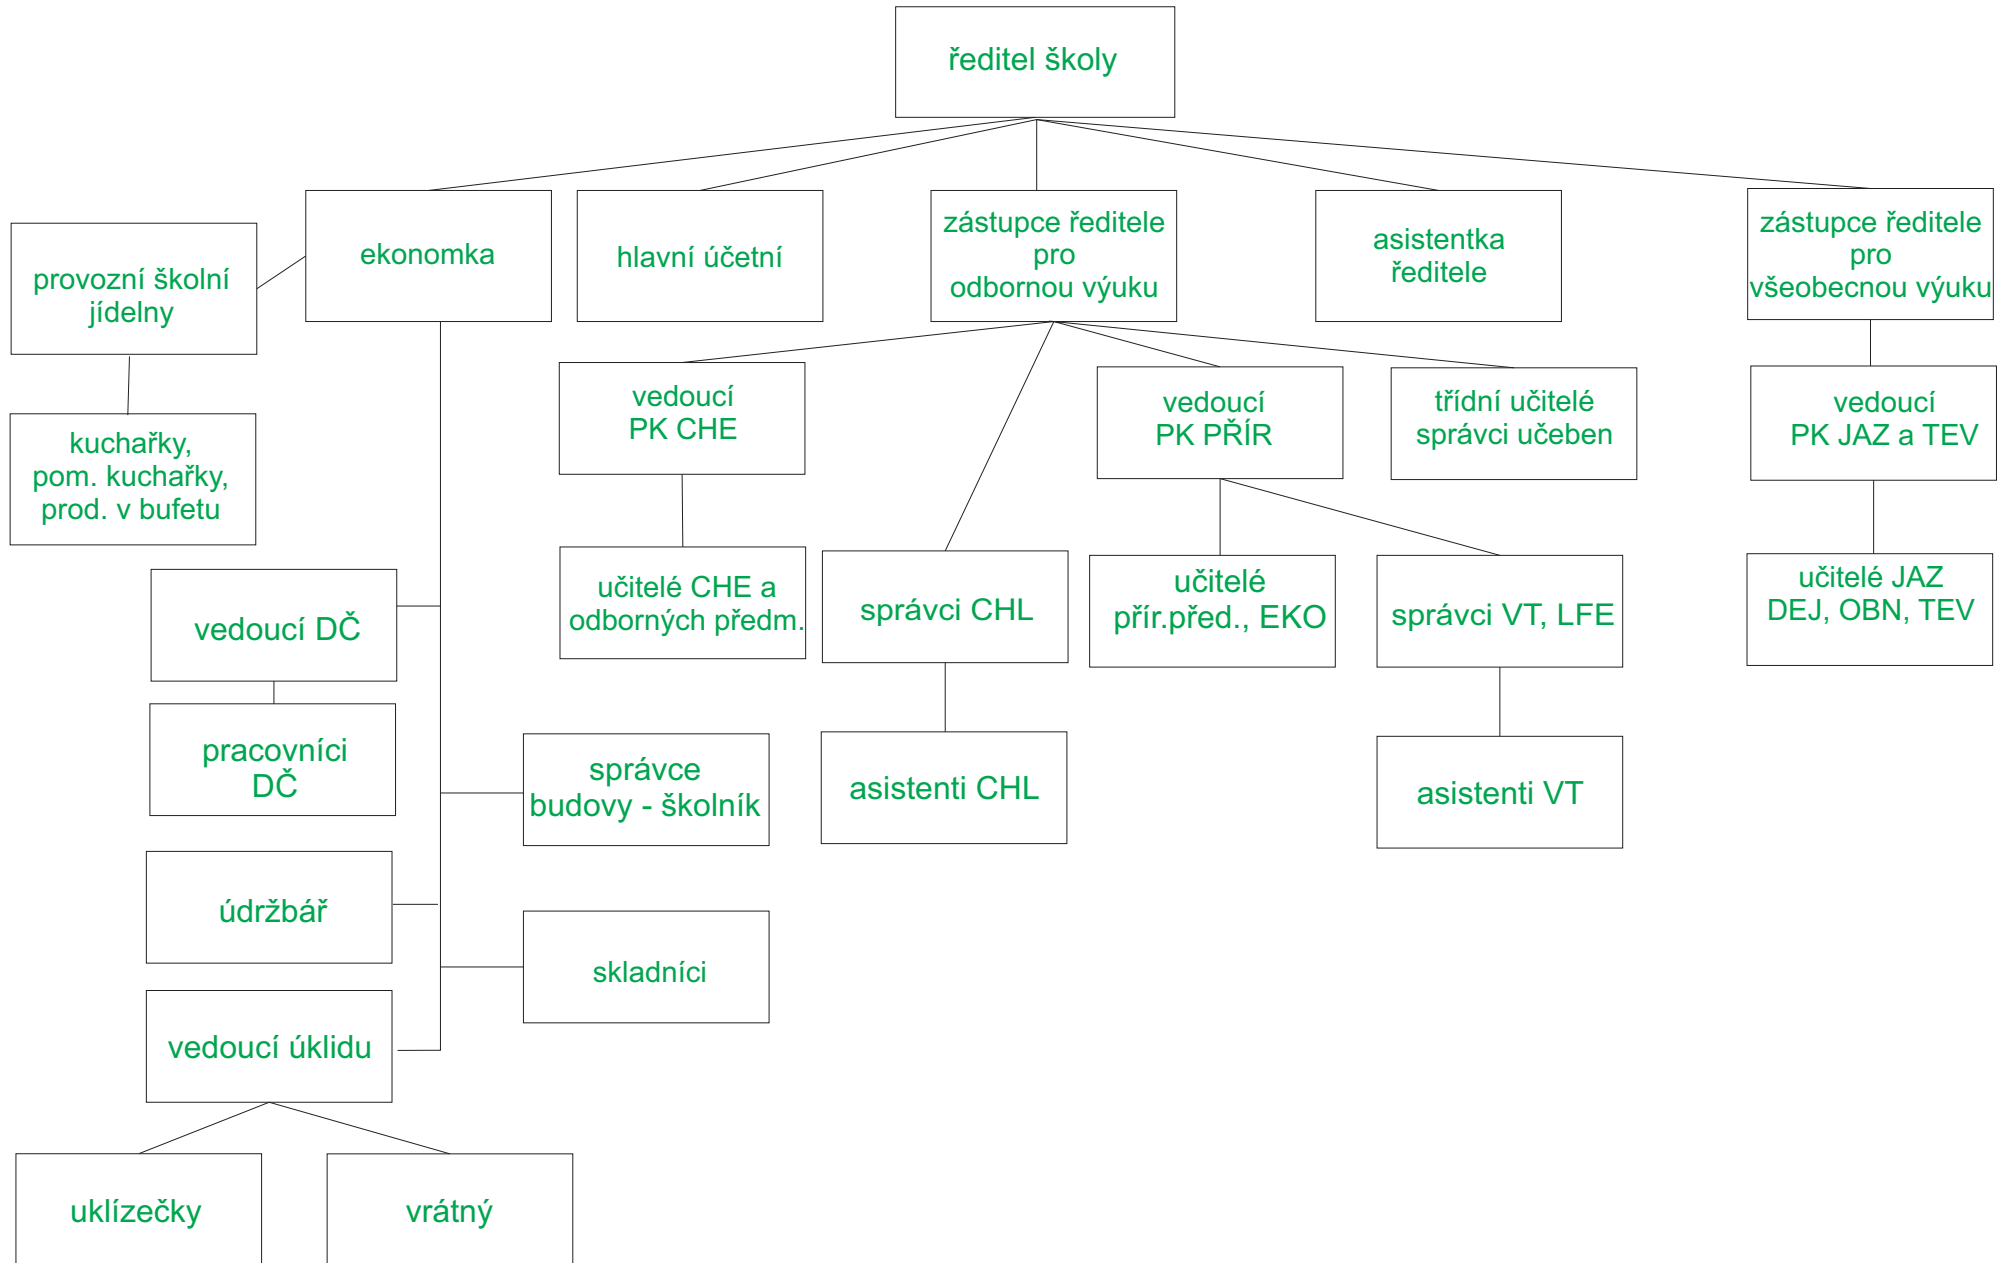 ředitel školy
provozní školní
jídelny
ekonomka
hlavní účetní
zástupce ředitele
pro
odbornou výuku
asistentka
ředitele
zástupce ředitele
pro
všeobecnou výuku
kuchařky,
pom. kuchařky,
prod. v bufetu
vedoucí
PK CHE
vedoucí
PK PŘÍR
třídní učitelé
správci učeben
vedoucí
PK JAZ a TEV
vedoucí DČ
učitelé CHE a
odborných předm.
správci CHL
učitelé
přír.před., EKO
správci VT, LFE
učitelé JAZ
DEJ, OBN, TEV
pracovníci
DČ
správce
budovy - školník
asistenti CHL
asistenti VT
údržbář
skladníci
vedoucí úklidu
uklízečky
vrátný